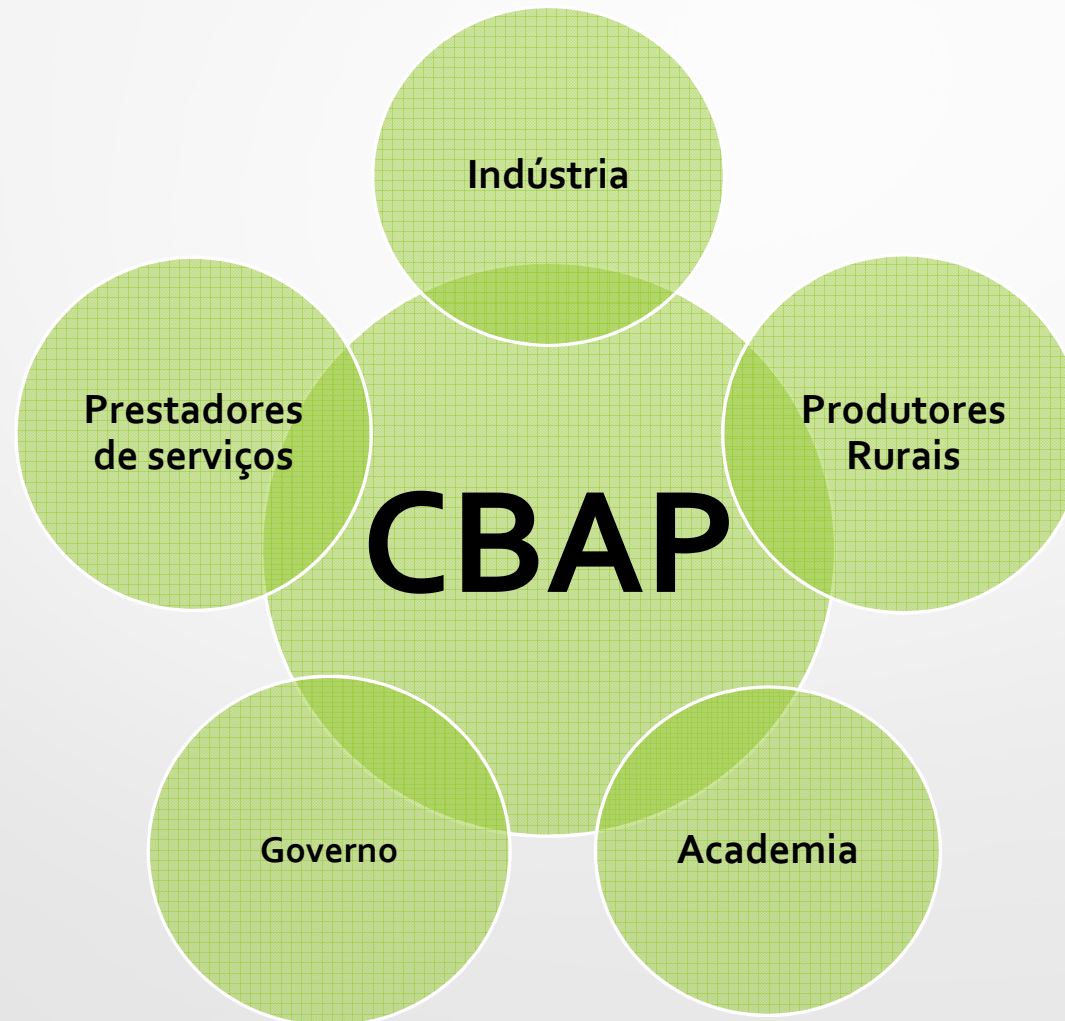 Indústria
Prestadores
de serviços
Produtores
Rurais
CBAP
Governo
Academia